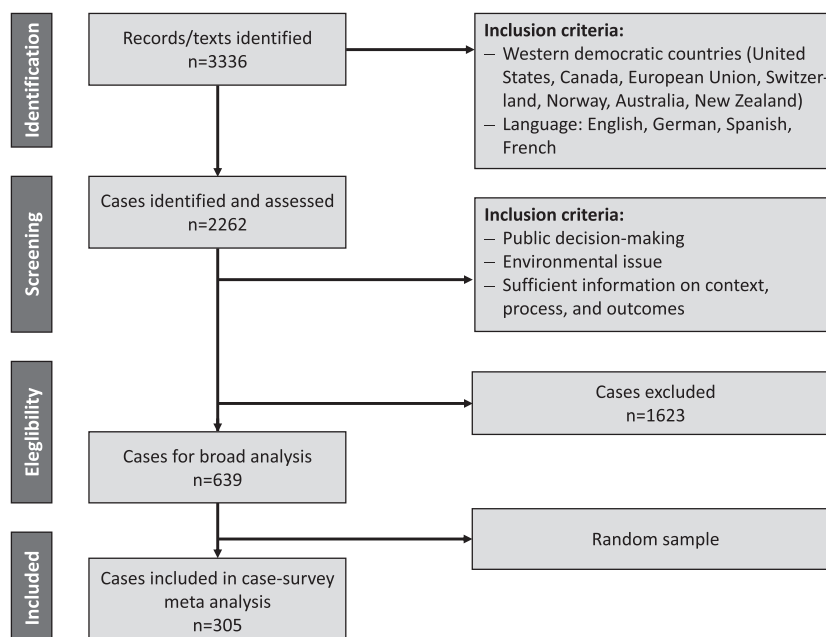 Identification
Records/texts identified
n=3336
Inclusion criteria:
– Western democratic countries (United
States, Canada, European Union, Switzer-
land, Norway, Australia, New Zealand)
– Language: English, German, Spanish,
French
Screening
Cases identified and assessed
n=2262
Inclusion criteria:
– Public decision-making
– Environmental issue
– Sufficient information on context,
process, and outcomes
Eleglibility
Cases excluded
n=1623
Cases for broad analysis
n=639
Included
Random sample
Cases included in case-survey
meta analysis
n=305